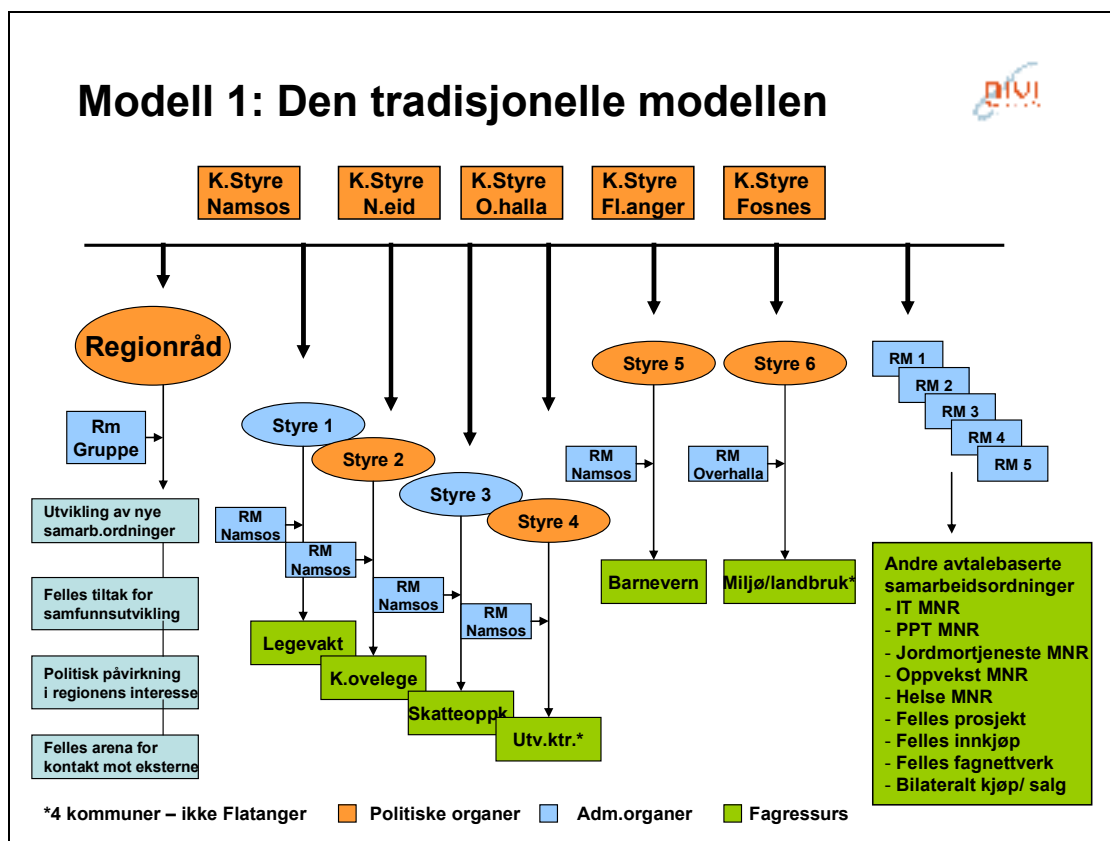 Modell 1: Den tradisjonelle modellen
nivi
K.Styre
Namsos
K.Styre
N.eid
K.Styre
O.halla
K.Styre
Fl.anger
K.Styre
Fosnes
Regionråd
Rm
Gruppe
Utvikling av nye
samarb.ordninger
Felles tiltak for
samfunnsutvikling
Politisk påvirkning
i regionens interesse
Felles arena for
kontakt mot eksterne
Styre 1
RM
Namsos
Legevakt
Styre 2
RM
Namsos
K.ovelege
Styre 3
RM
Namsos
Skatteoppk
Styre 4
RM
Namsos
Utv.ktr.*
Styre 5
RM
Namsos
Barnevern
Styre 6
RM
Overhalla
Miljø/landbruk*
RM 1
RM 2
RM 3
RM 4
RM 5
Andre avtalebaserte
samarbeidsordninger
- IT MNR
- PPT MNR
- Jordmortjeneste MNR
- Oppvekst MNR
- Helse MNR
- Felles prosjekt
- Felles innkjøp
- Felles fagnettverk
- Bilateralt kjøp/ salg
*4 kommuner – ikke Flatanger
Politiske organer
Adm.organer
Fagressurs